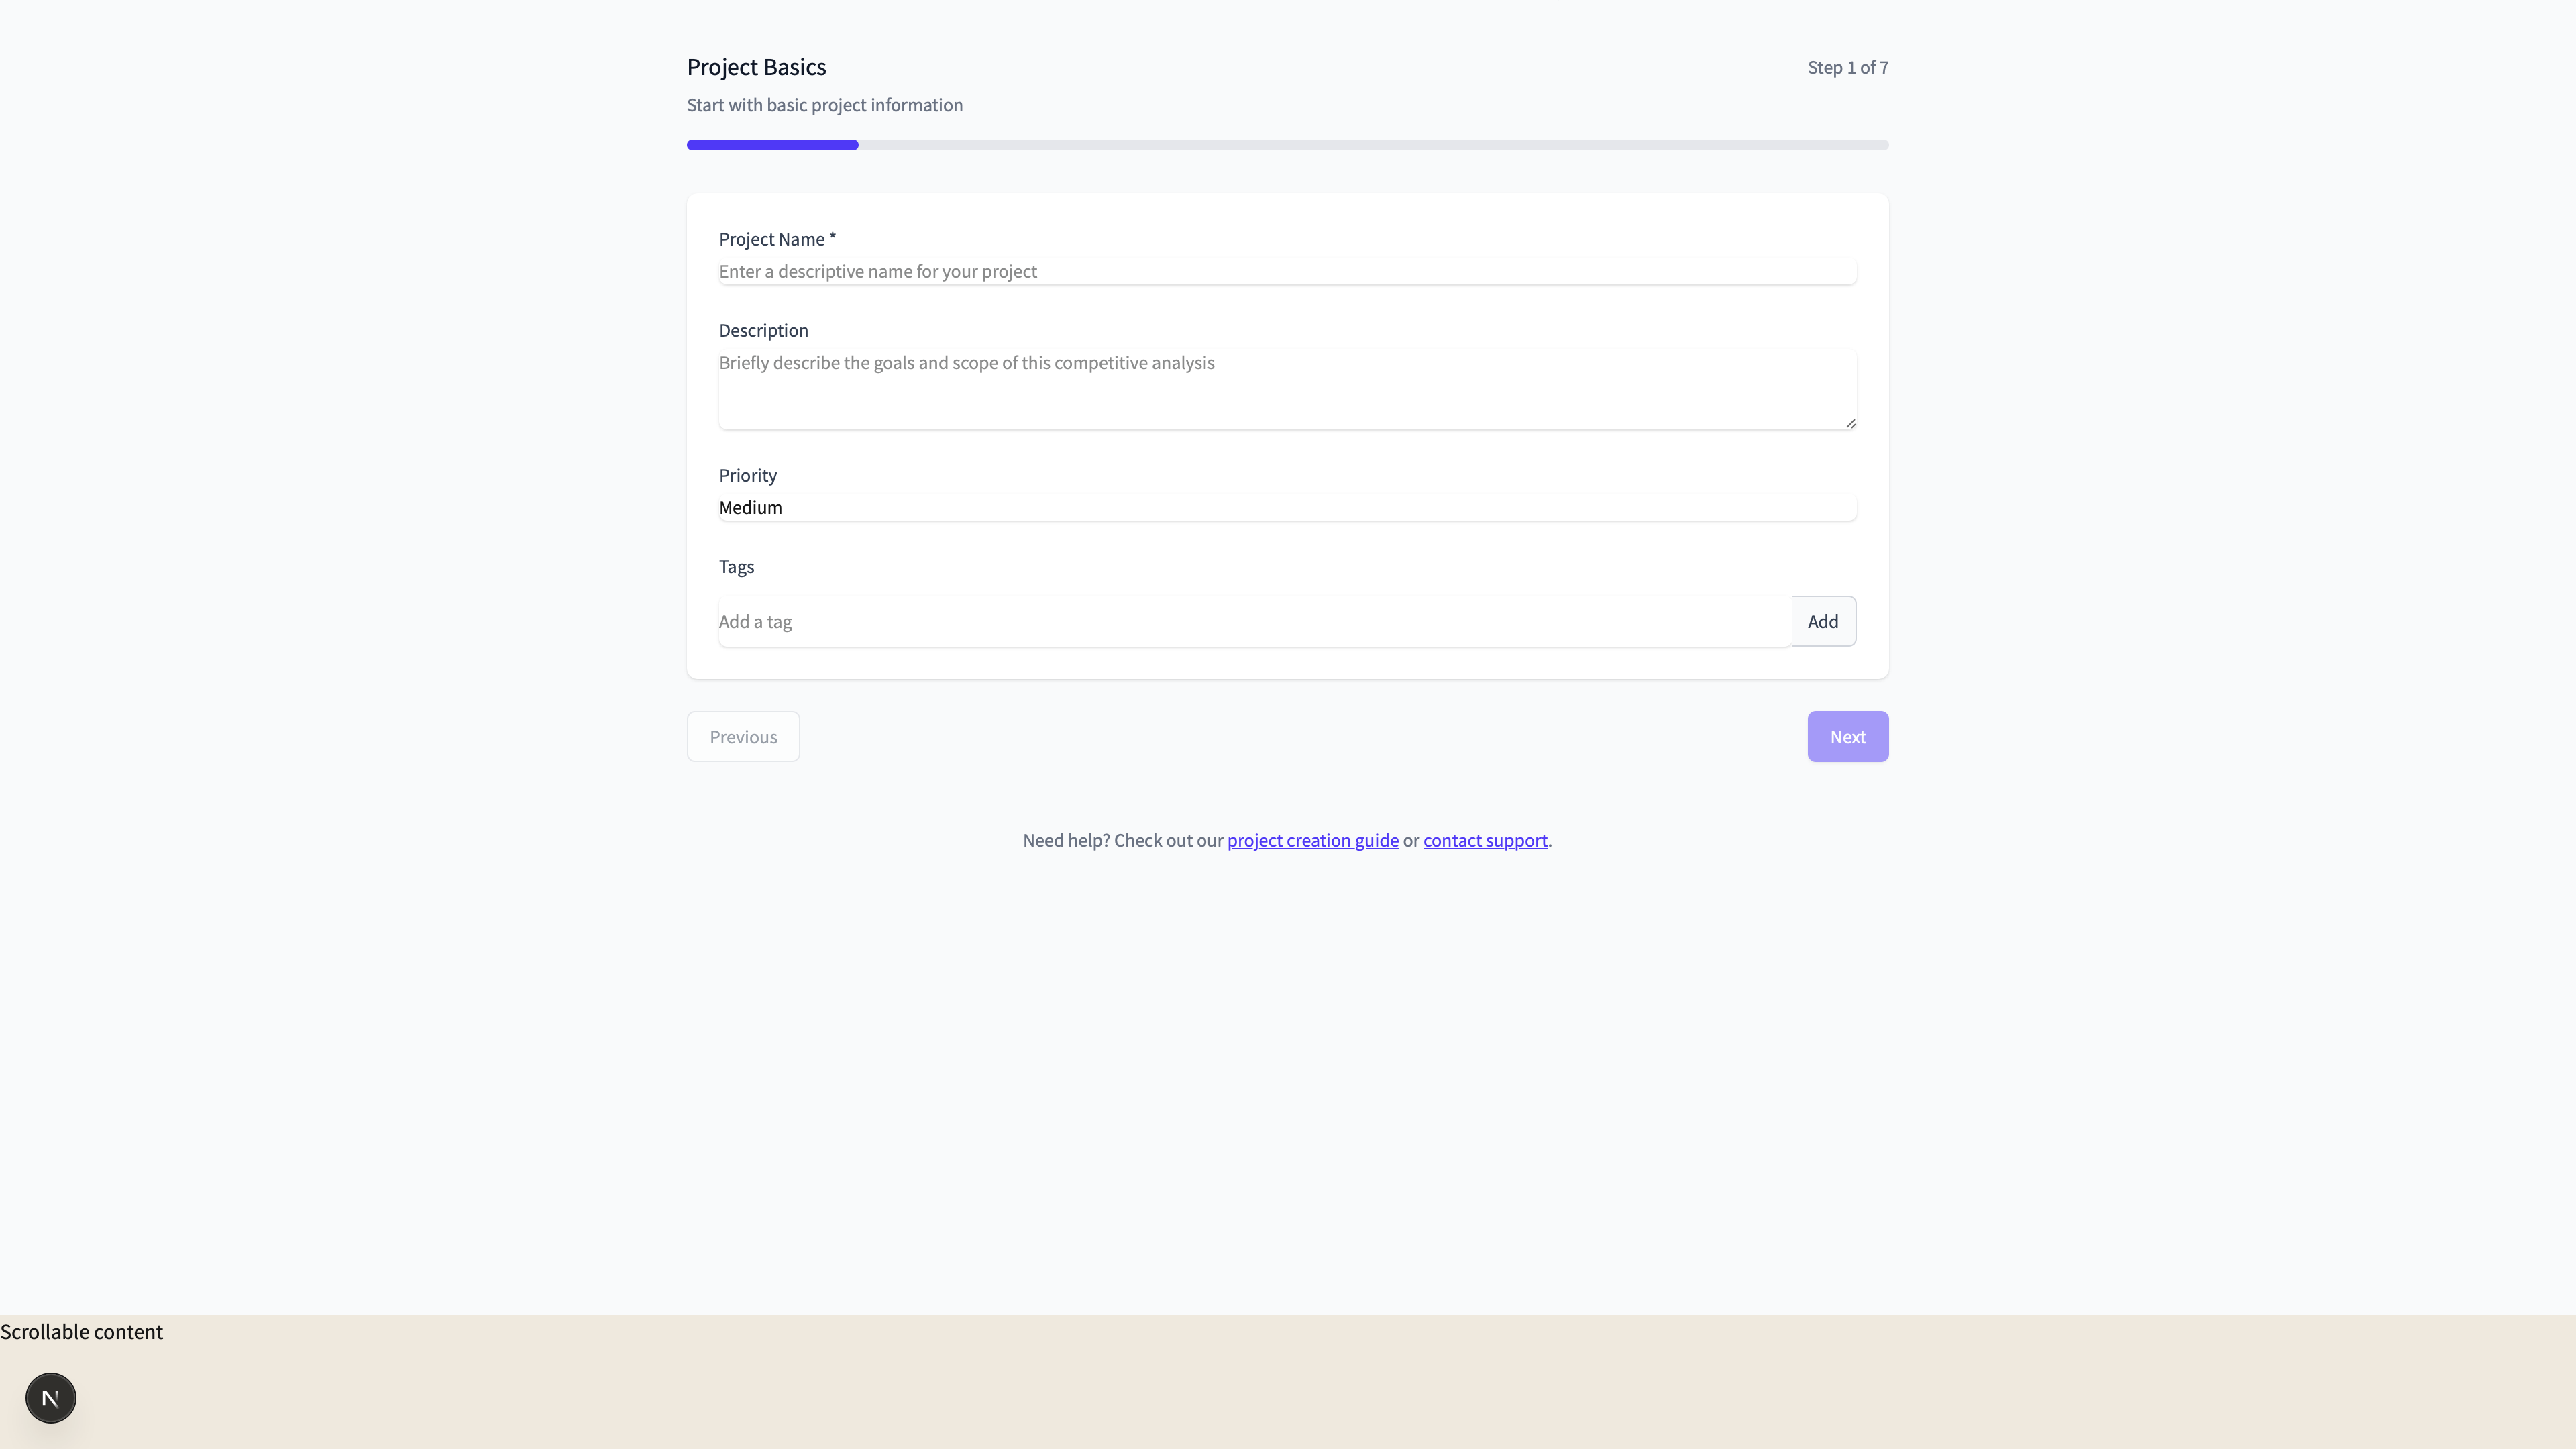 Project Basics
Step 1 of 7
Start with basic project information
Project Name *
Enter a descriptive name for your project
Description
Briefly describe the goals and scope of this competitive analysis
Priority
Medium
Tags
Add a tag
Add
Previous
Next
Need help? Check out our project creation guide or contact support.
Scrollable content
N